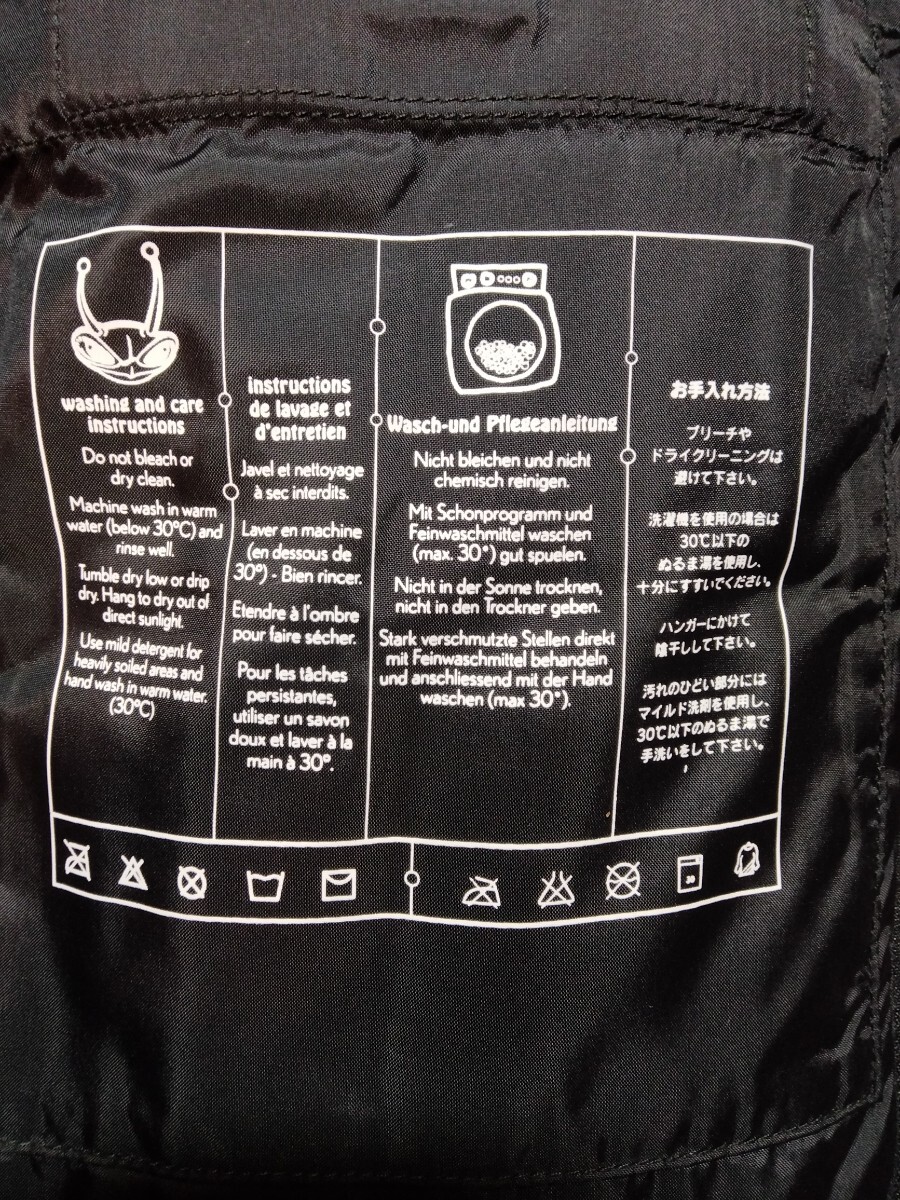 washing and care
instructions
Do not bleach or
dry clean.
Machine wash in warm
water (below 30°C) and
rinse well.
Tumble dry low or drip
dry. Hang to dry out of
direct sunlight.
Use mild detergent for
heavily soiled areas and
hand wash in warm water.
(30°C)
instructions
de lavage et
d'entretien
Javel et nettoyage
à sec interdits.
Laver en machine
(en dessous de
30°) - Bien rincer.
Etendre à l'ombre
pour faire sécher.
Pour les tâches
persistantes,
utiliser un savon
doux et laver à la
main à 30°.
Wasch-und Pflegeanleitung
Nicht bleichen und nicht
chemisch reinigen.
Mit Schonprogramm und
Feinwaschmittel waschen
(max. 30°) gut spuelen.
Nicht in der Sonne trocknen,
nicht in den Trockner geben.
Stark verschmutzte Stellen direkt
mit Feinwaschmittel behandeln
und anschliessend mit der Hand
waschen (max 30°).
お手入れ方法
ブリーチや
ドライクリーニングは
避けて下さい。
洗濯機を使用の場合は
30℃以下の
ぬるま湯を使用し、
十分にすすいでください。
ハンガーにかけて
陰干しして下さい。
汚れのひどい部分には
マイルド洗剤を使用し、
30℃以下のぬるま湯で
手洗いをして下さい。
30